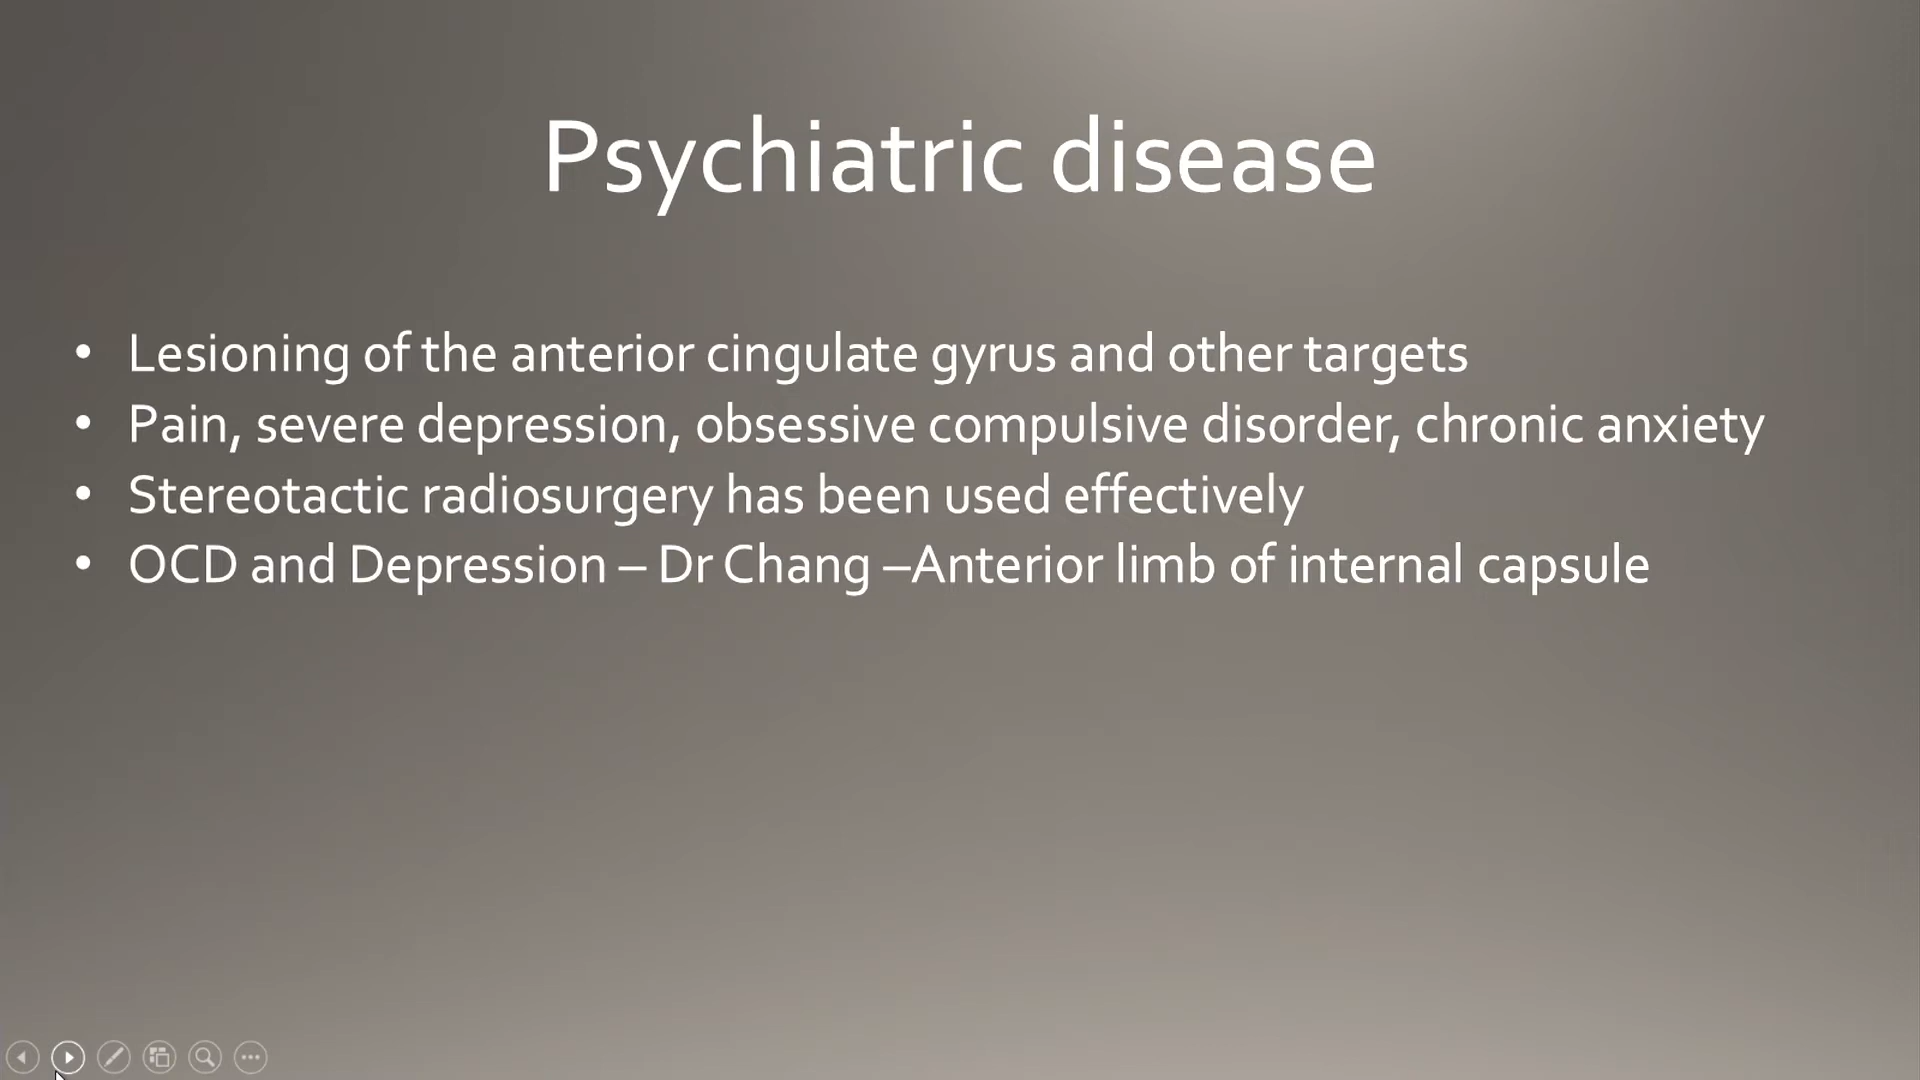 Psychiatric disease
• Lesioning of the anterior cingulate gyrus and other targets
• Pain, severe depression, obsessive compulsive disorder, chronic anxiety
• Stereotactic radiosurgery has been used effectively
• OCD and Depression – Dr Chang –Anterior limb of internal capsule